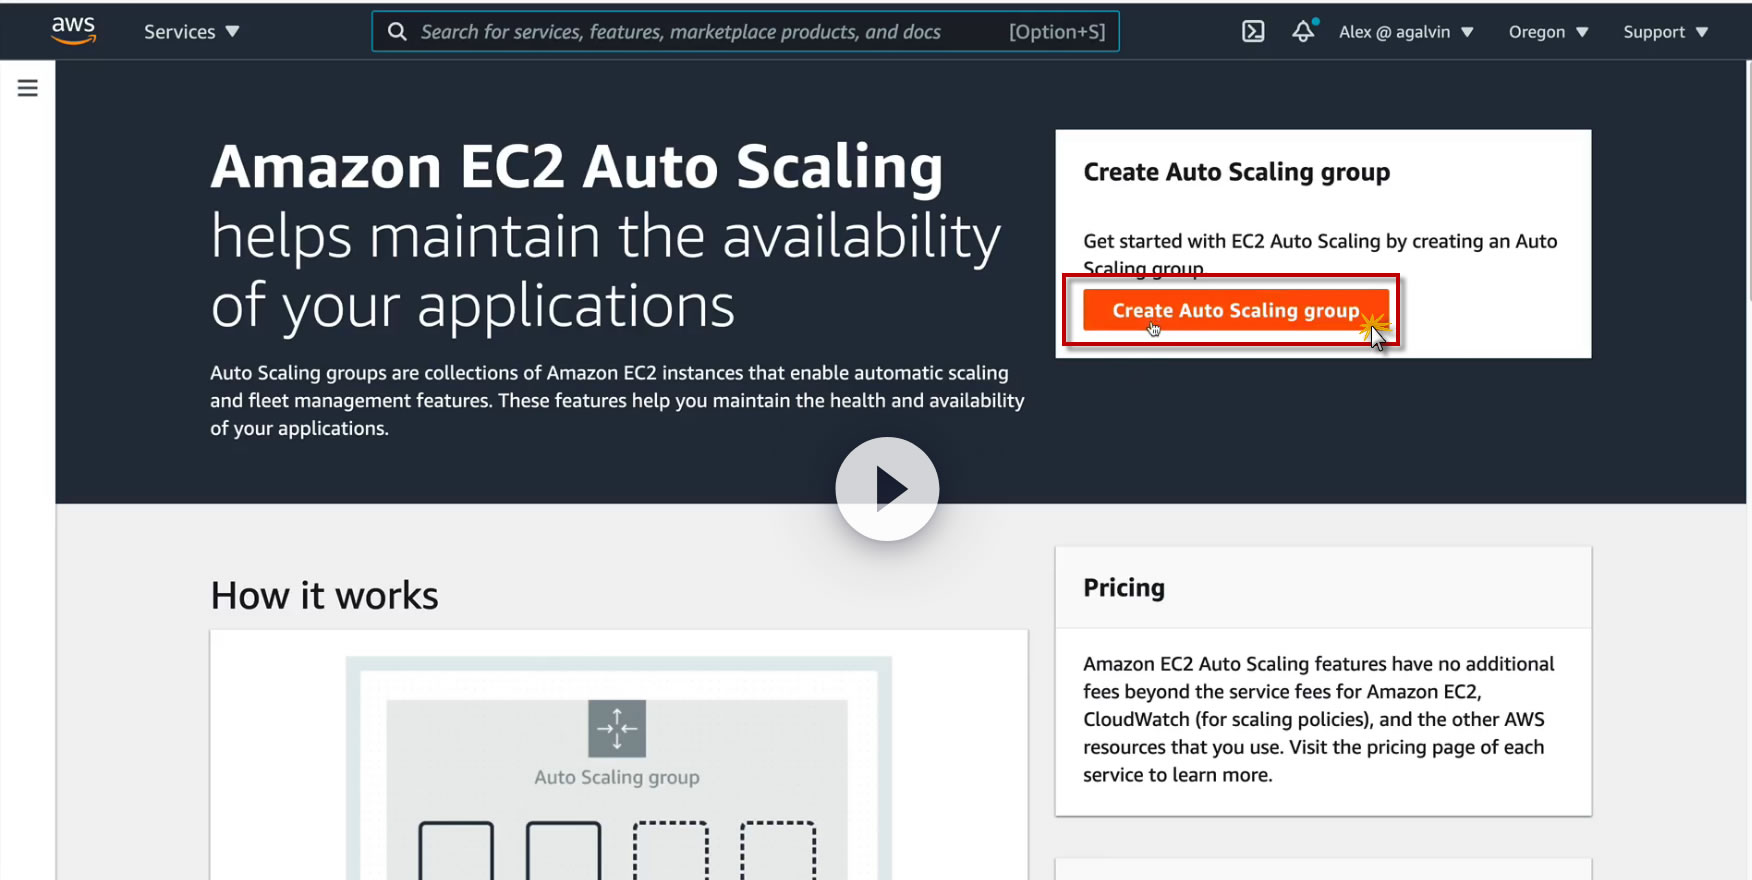 aws
Services
Search for services, features, marketplace products, and docs
[Option+S]
Alex @ agalvin
Oregon
Support
Amazon EC2 Auto Scaling
helps maintain the availability
of your applications
Auto Scaling groups are collections of Amazon EC2 instances that enable automatic scaling
and fleet management features. These features help you maintain the health and availability
of your applications.
Create Auto Scaling group
Get started with EC2 Auto Scaling by creating an Auto
Scaling group.
Create Auto Scaling group
How it works
Auto Scaling group
Pricing
Amazon EC2 Auto Scaling features have no additional
fees beyond the service fees for Amazon EC2,
CloudWatch (for scaling policies), and the other AWS
resources that you use. Visit the pricing page of each
service to learn more.